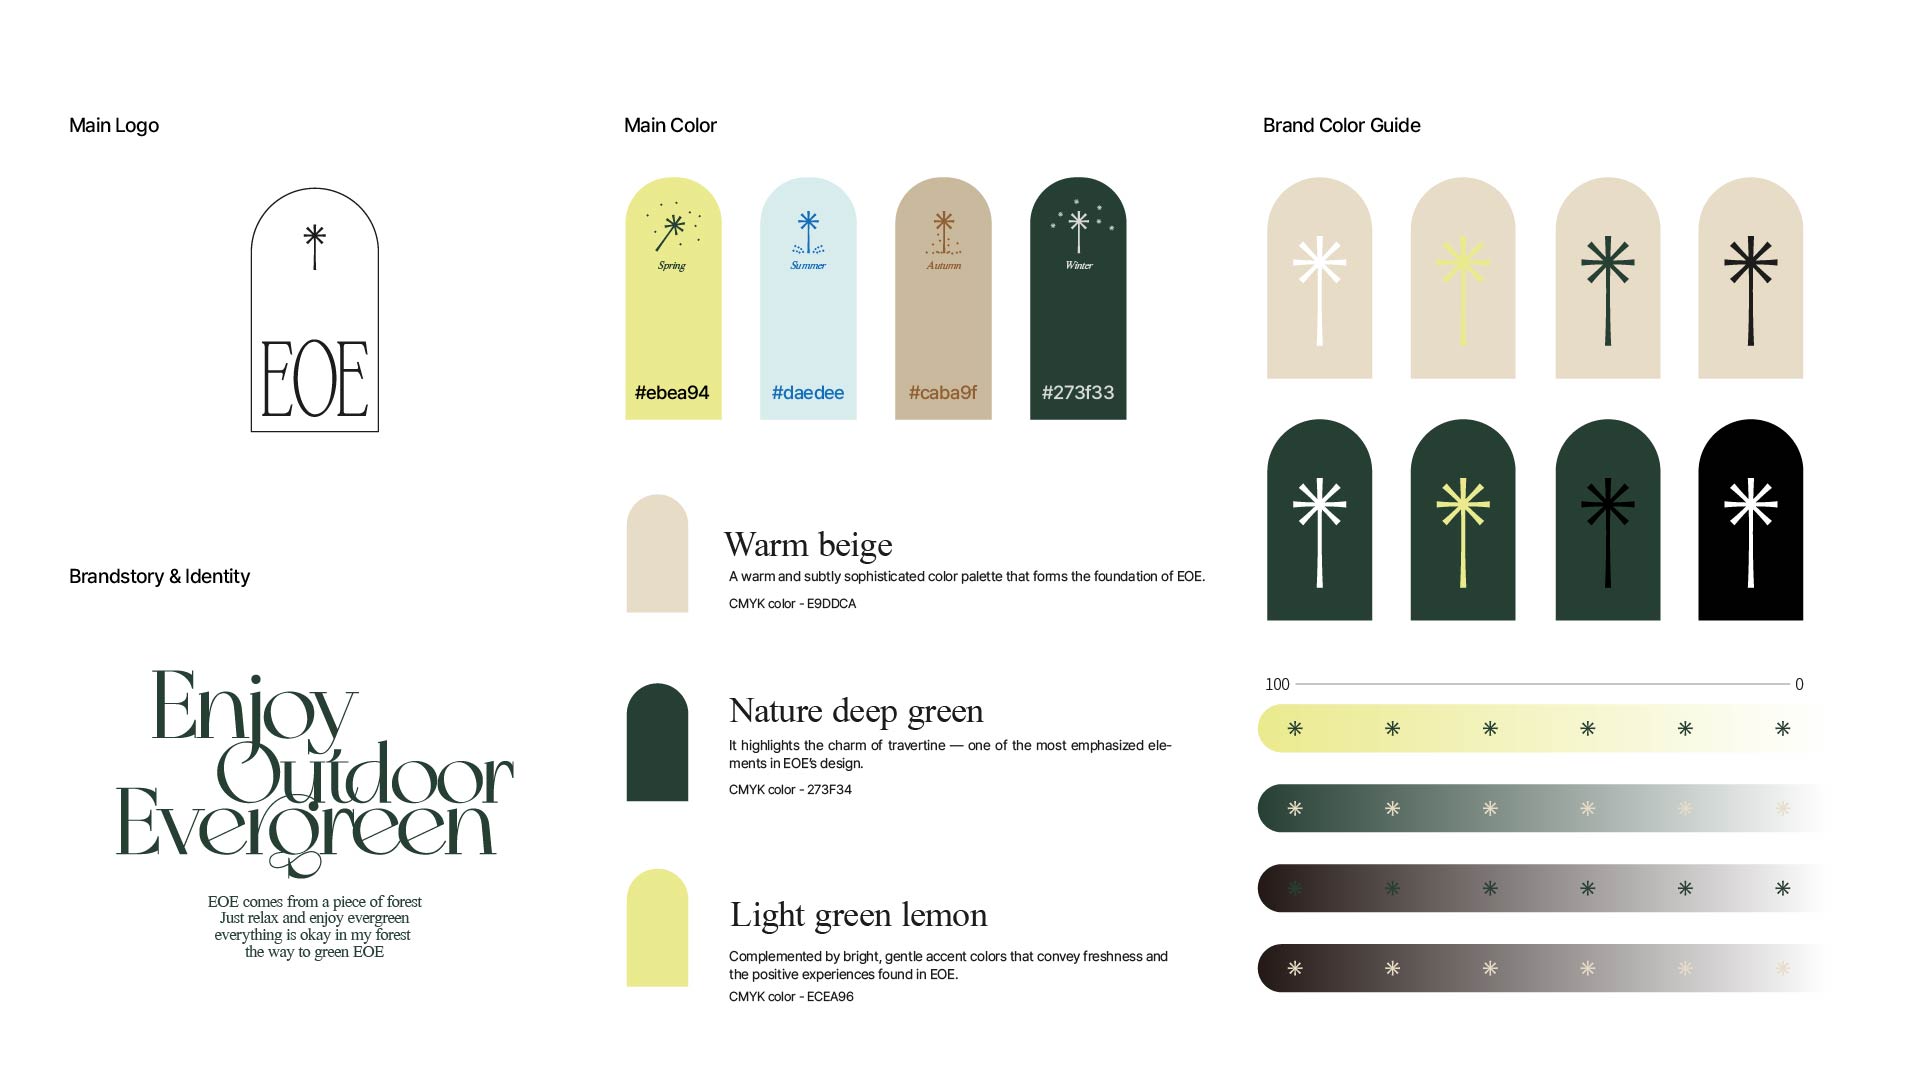 Main Logo
EOE
Brandstory & Identity
Enjoy
Outdoor
Evergreen
EOE comes from a piece of forest
Just relax and enjoy evergreen
everything is okay in my forest
the way to green EOE
Main Color
Spring
#ebea94
Summer
#daedee
Autumn
#caba9f
Winter
#273f33
Warm beige
A warm and subtly sophisticated color palette that forms the foundation of EOE.
CMYK color - E9DDCA
Nature deep green
It highlights the charm of travertine — one of the most emphasized ele-
ments in EOE's design.
CMYK color - 273F34
Light green lemon
Complemented by bright, gentle accent colors that convey freshness and
the positive experiences found in EOE.
CMYK color - ECEA96
Brand Color Guide
100
0